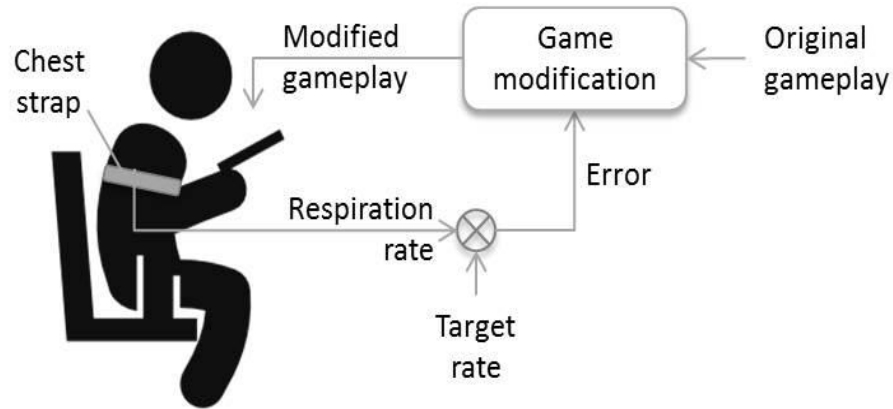 Chest
strap
Modified
gameplay
Game
modification
Original
gameplay
Error
Respiration
rate
Target
rate